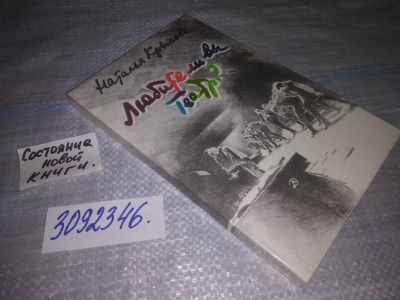 Наталья Крымова
Любите ли вы
театр?
Состояние
новой
книги.
3092346.